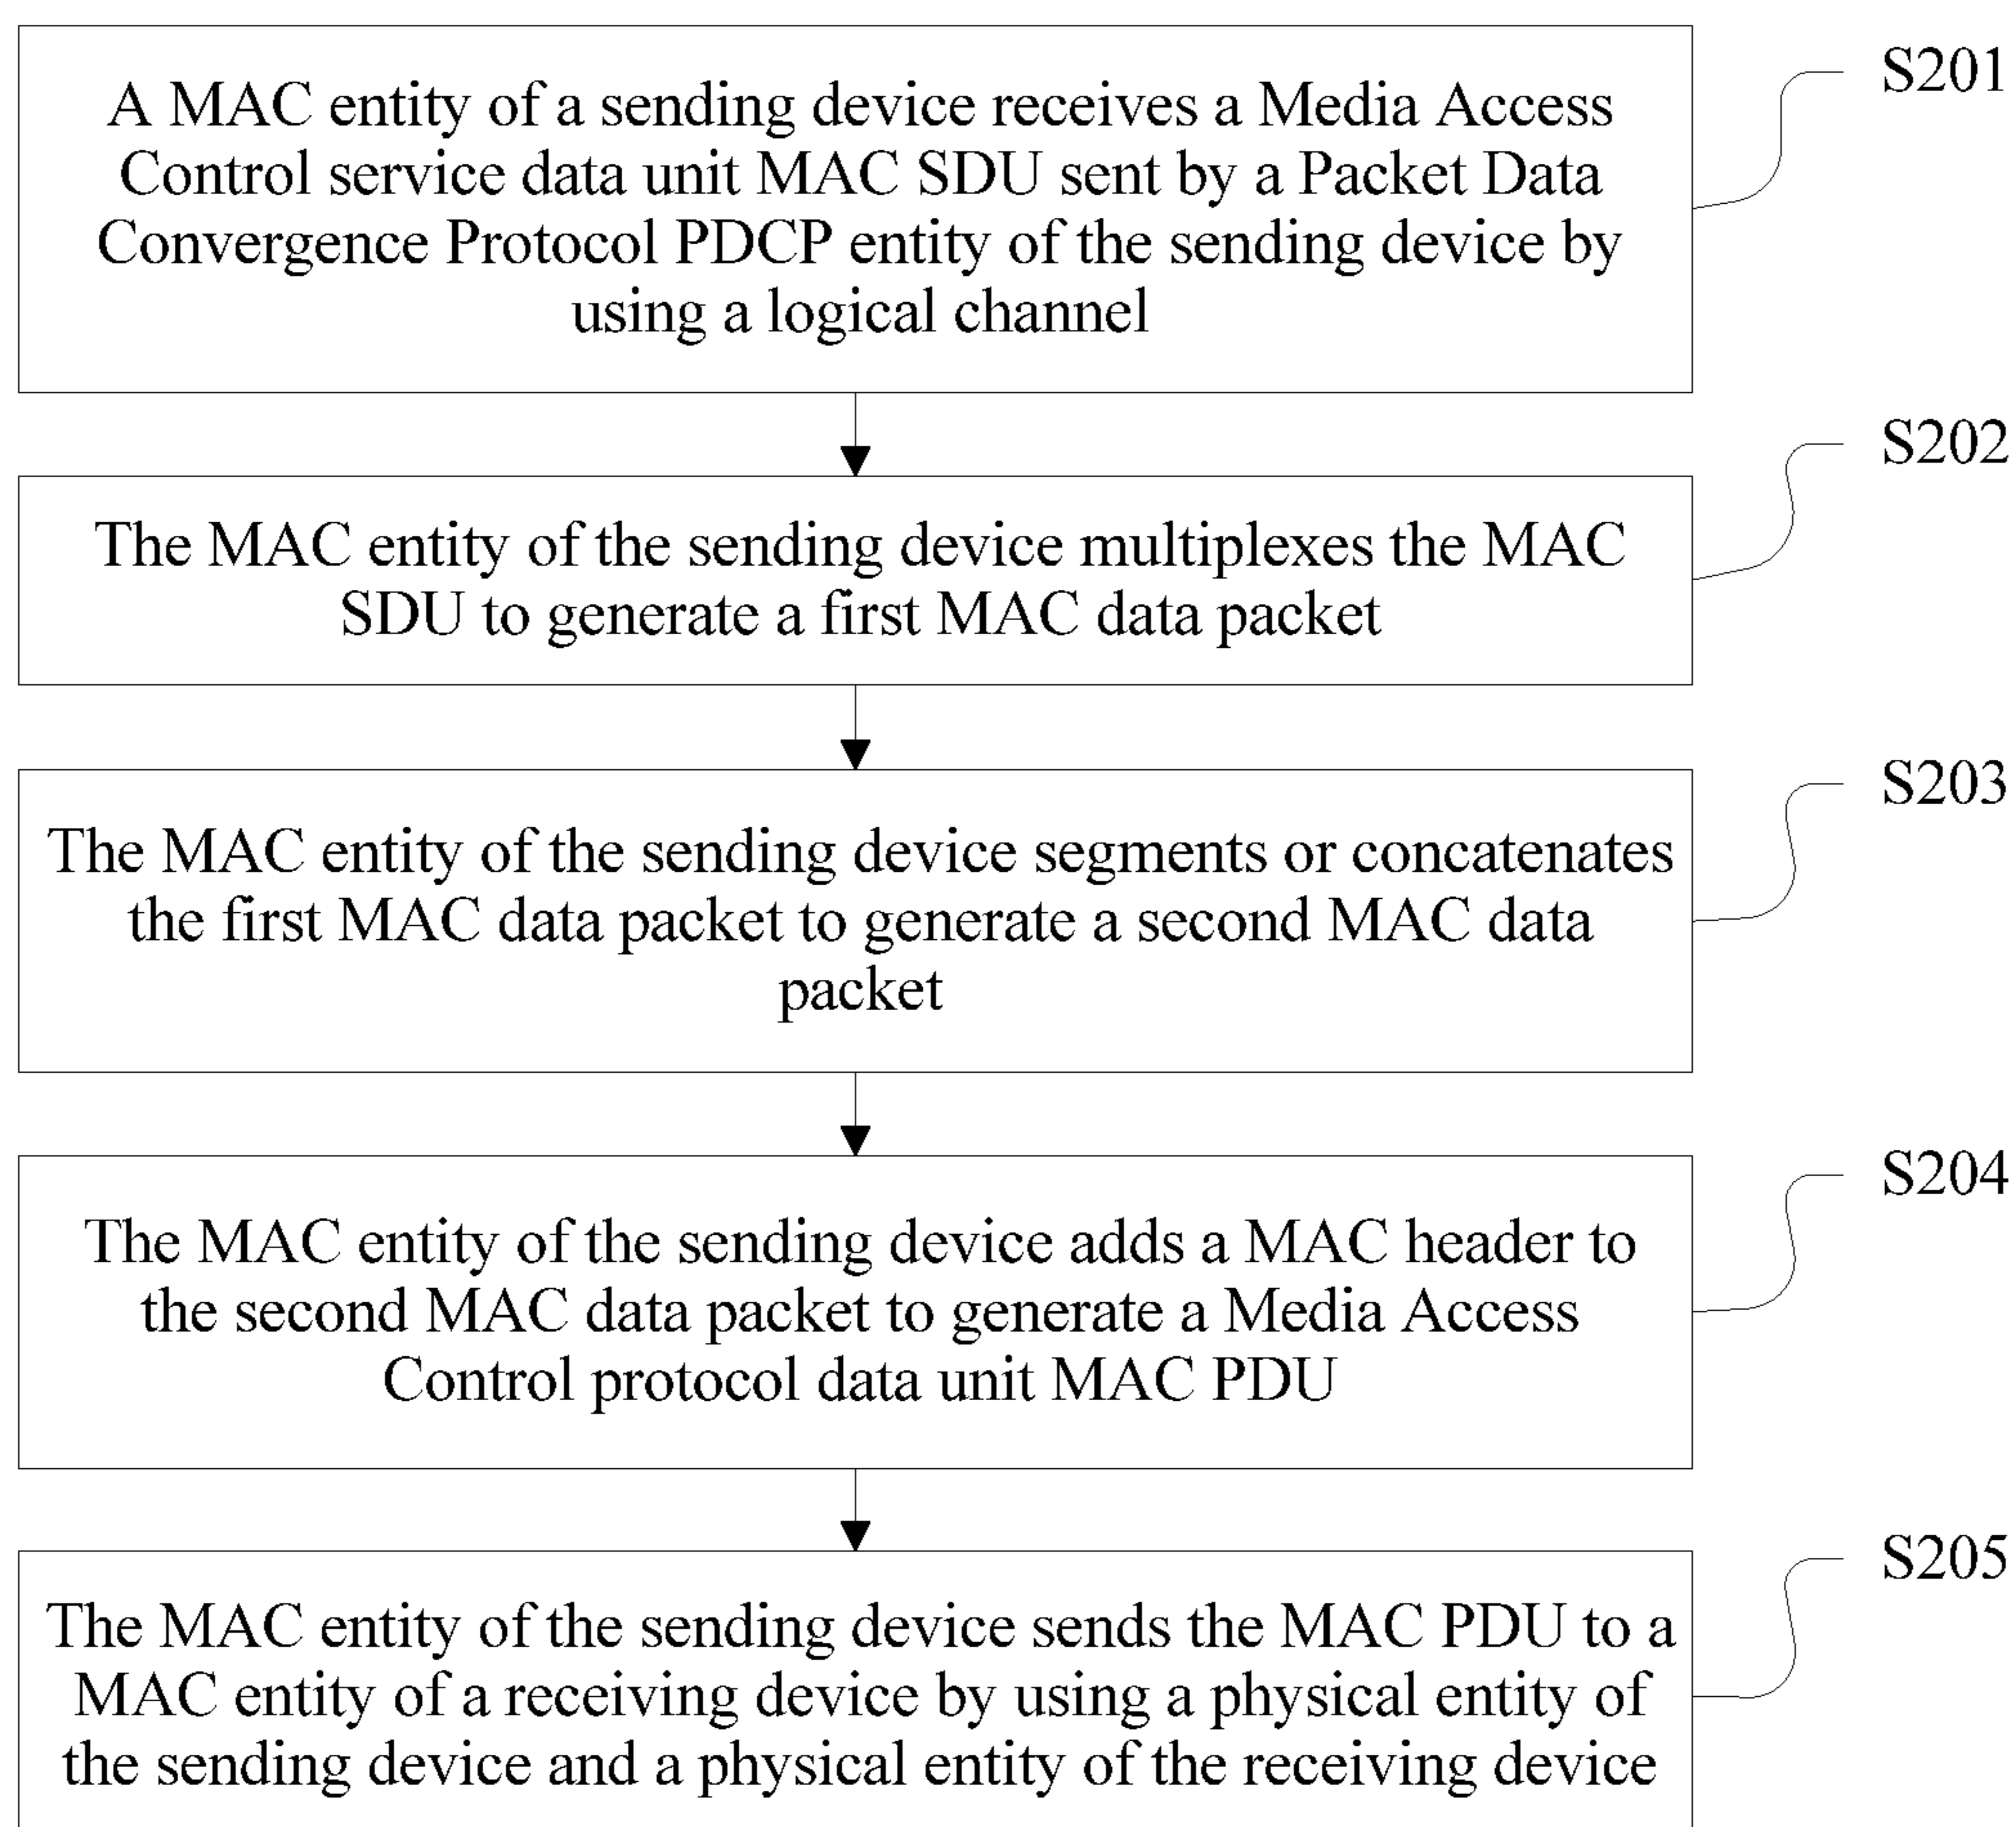 A MAC entity of a sending device receives a Media Access
Control service data unit MAC SDU sent by a Packet Data
Convergence Protocol PDCP entity of the sending device by
using a logical channel
S201
The MAC entity of the sending device multiplexes the MAC
SDU to generate a first MAC data packet
S202
The MAC entity of the sending device segments or concatenates
the first MAC data packet to generate a second MAC data
packet
S203
The MAC entity of the sending device adds a MAC header to
the second MAC data packet to generate a Media Access
Control protocol data unit MAC PDU
S204
The MAC entity of the sending device sends the MAC PDU to a
MAC entity of a receiving device by using a physical entity of
the sending device and a physical entity of the receiving device
S205